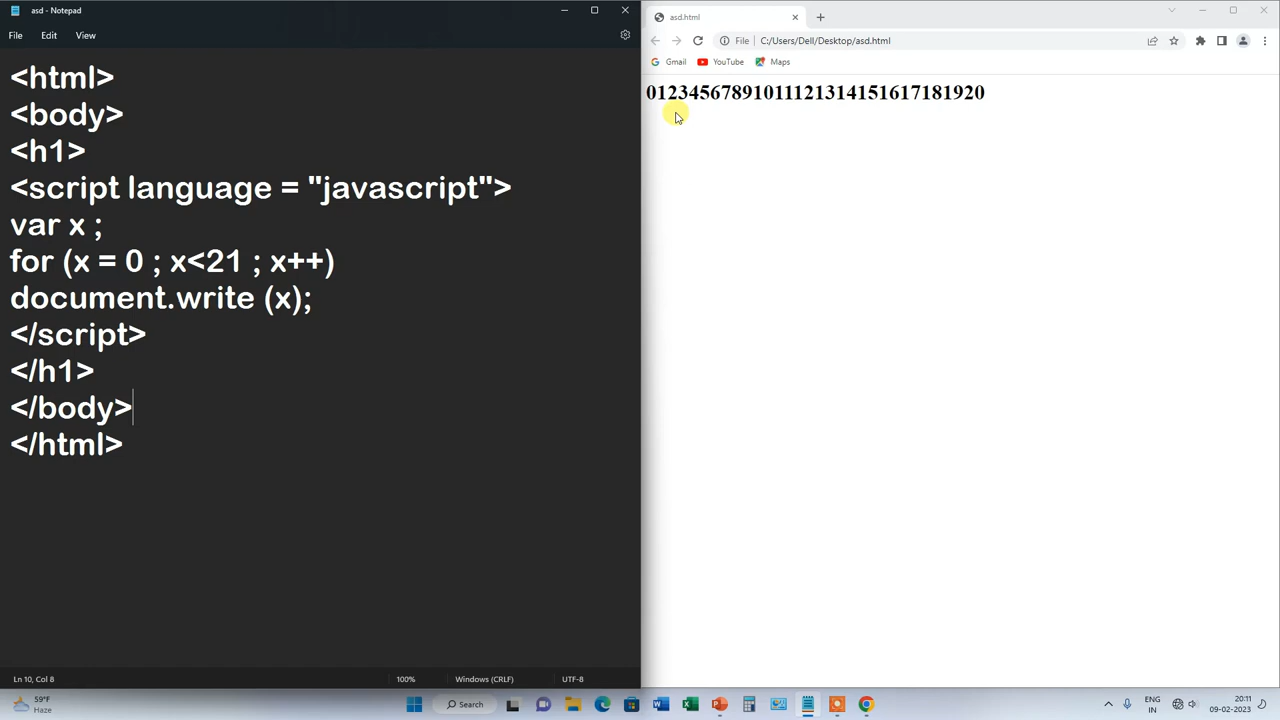 asd - Notepad
File Edit View
<html>
<body>
<h1>
<script language = "javascript">
var x ;
for (x = 0 ; x<21 ; x++)
document.write (x);
</script>
</h1>
</body>
</html>
Ln 10, Col 8 100% Windows (CRLF) UTF-8
asd.html
File C:/Users/Dell/Desktop/asd.html
Gmail YouTube Maps
01234567891011121314151617181920
59°F
Haze
Search
ENG
IN
20:11
09-02-2023